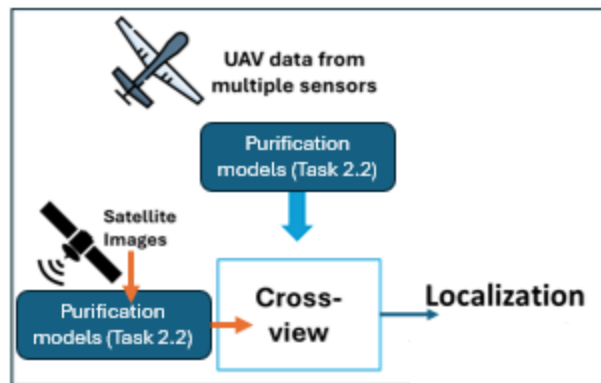 UAV data from
multiple sensors
Purification
models (Task 2.2)
Satellite
Images
Purification
models (Task 2.2)
Cross-
view
Localization